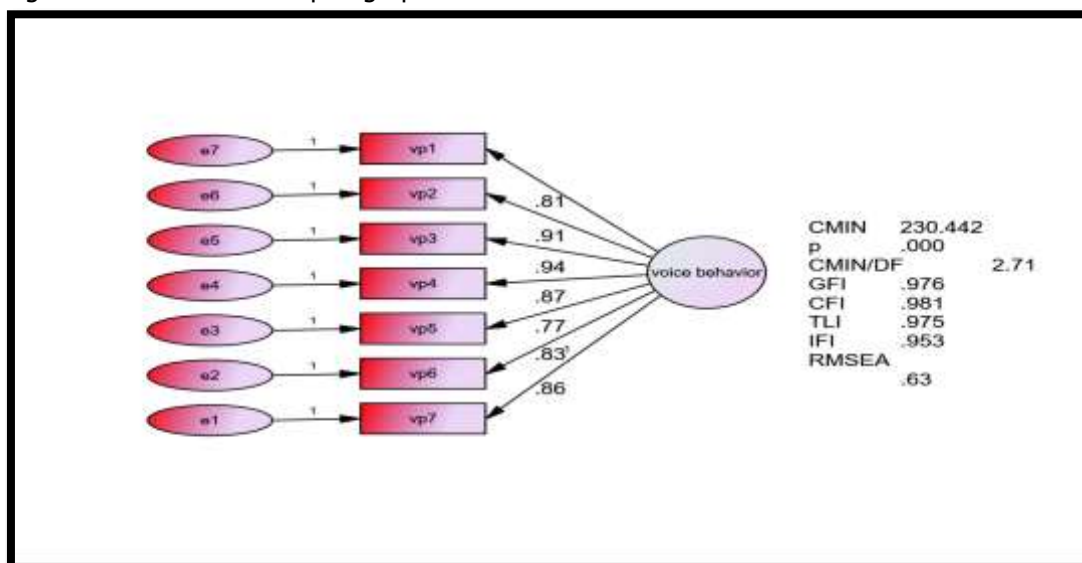 e7 1 vp1
e6 1 vp2
.81
e5 1 vp3
.91
.94
e4 1 vp4
voice behavior
.87
e3 1 vp5
.77
e2 1 vp6
.83
.86
e1 1 vp7
CMIN 230.442
p .000
CMIN/DF 2.71
GFI .976
CFI .981
TLI .975
IFI .953
RMSEA
.63